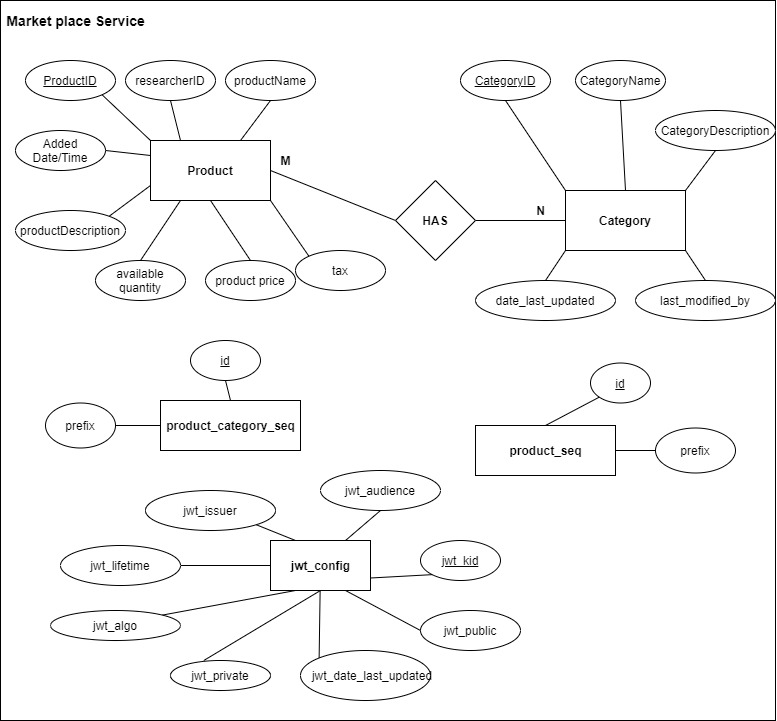 Market place Service
ProductID
researcherID
productName
CategoryID
CategoryName
CategoryDescription
Added
Date/Time
Product
M
HAS
N
Category
productDescription
available
quantity
product price
tax
date_last_updated
last_modified_by
id
prefix
product_category_seq
id
product_seq
prefix
jwt_issuer
jwt_audience
jwt_lifetime
jwt_config
jwt_kid
jwt_algo
jwt_public
jwt_private
jwt_date_last_updated